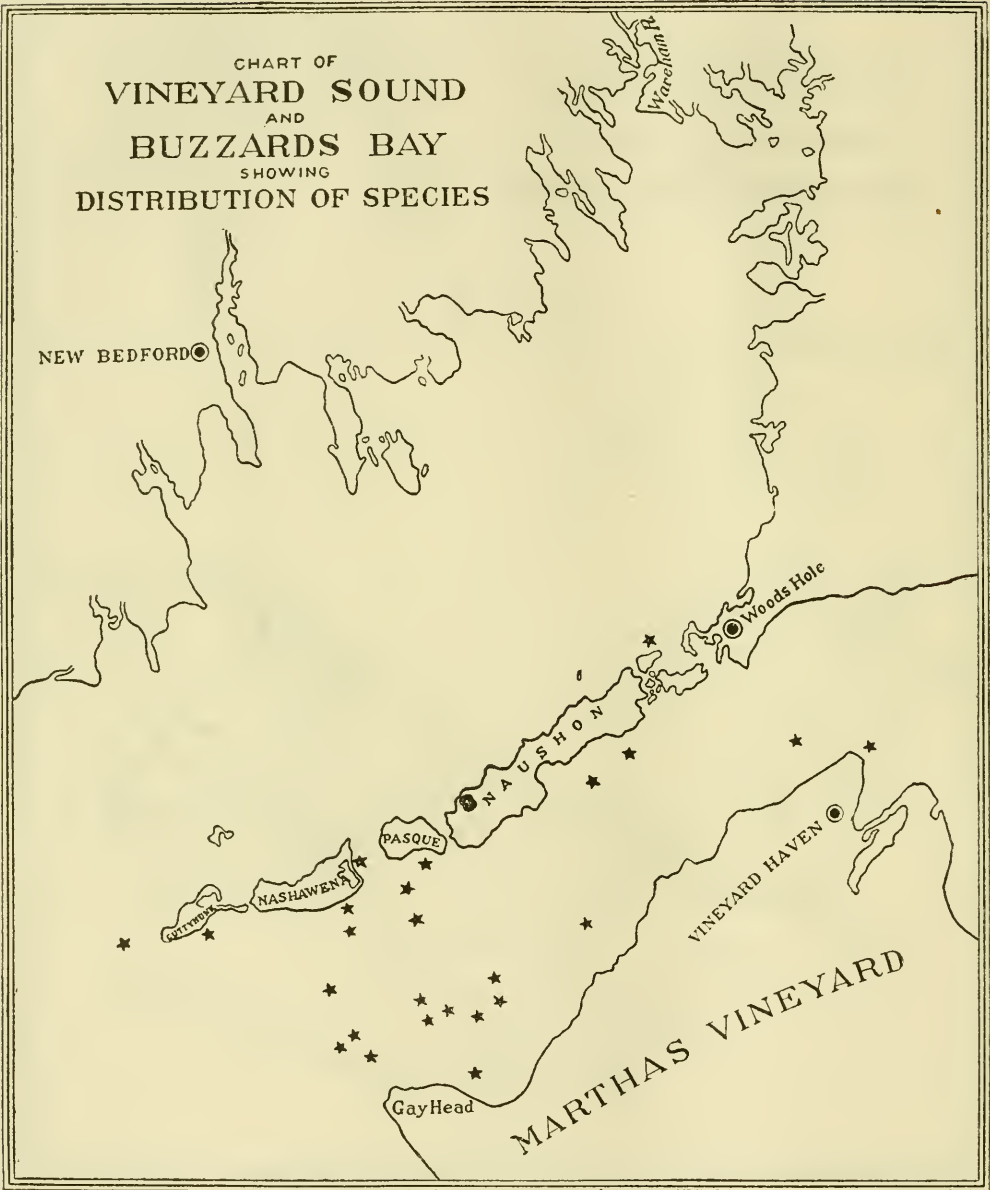 CHART OF
VINEYARD SOUND
AND
BUZZARDS BAY
SHOWING
DISTRIBUTION OF SPECIES
Wareham R.
NEW BEDFORD
Woods Hole
NAUSHON
PASQUE
NASHAWENA
CUTTYHUNK
VINEYARD HAVEN
MARTHAS VINEYARD
Gay Head